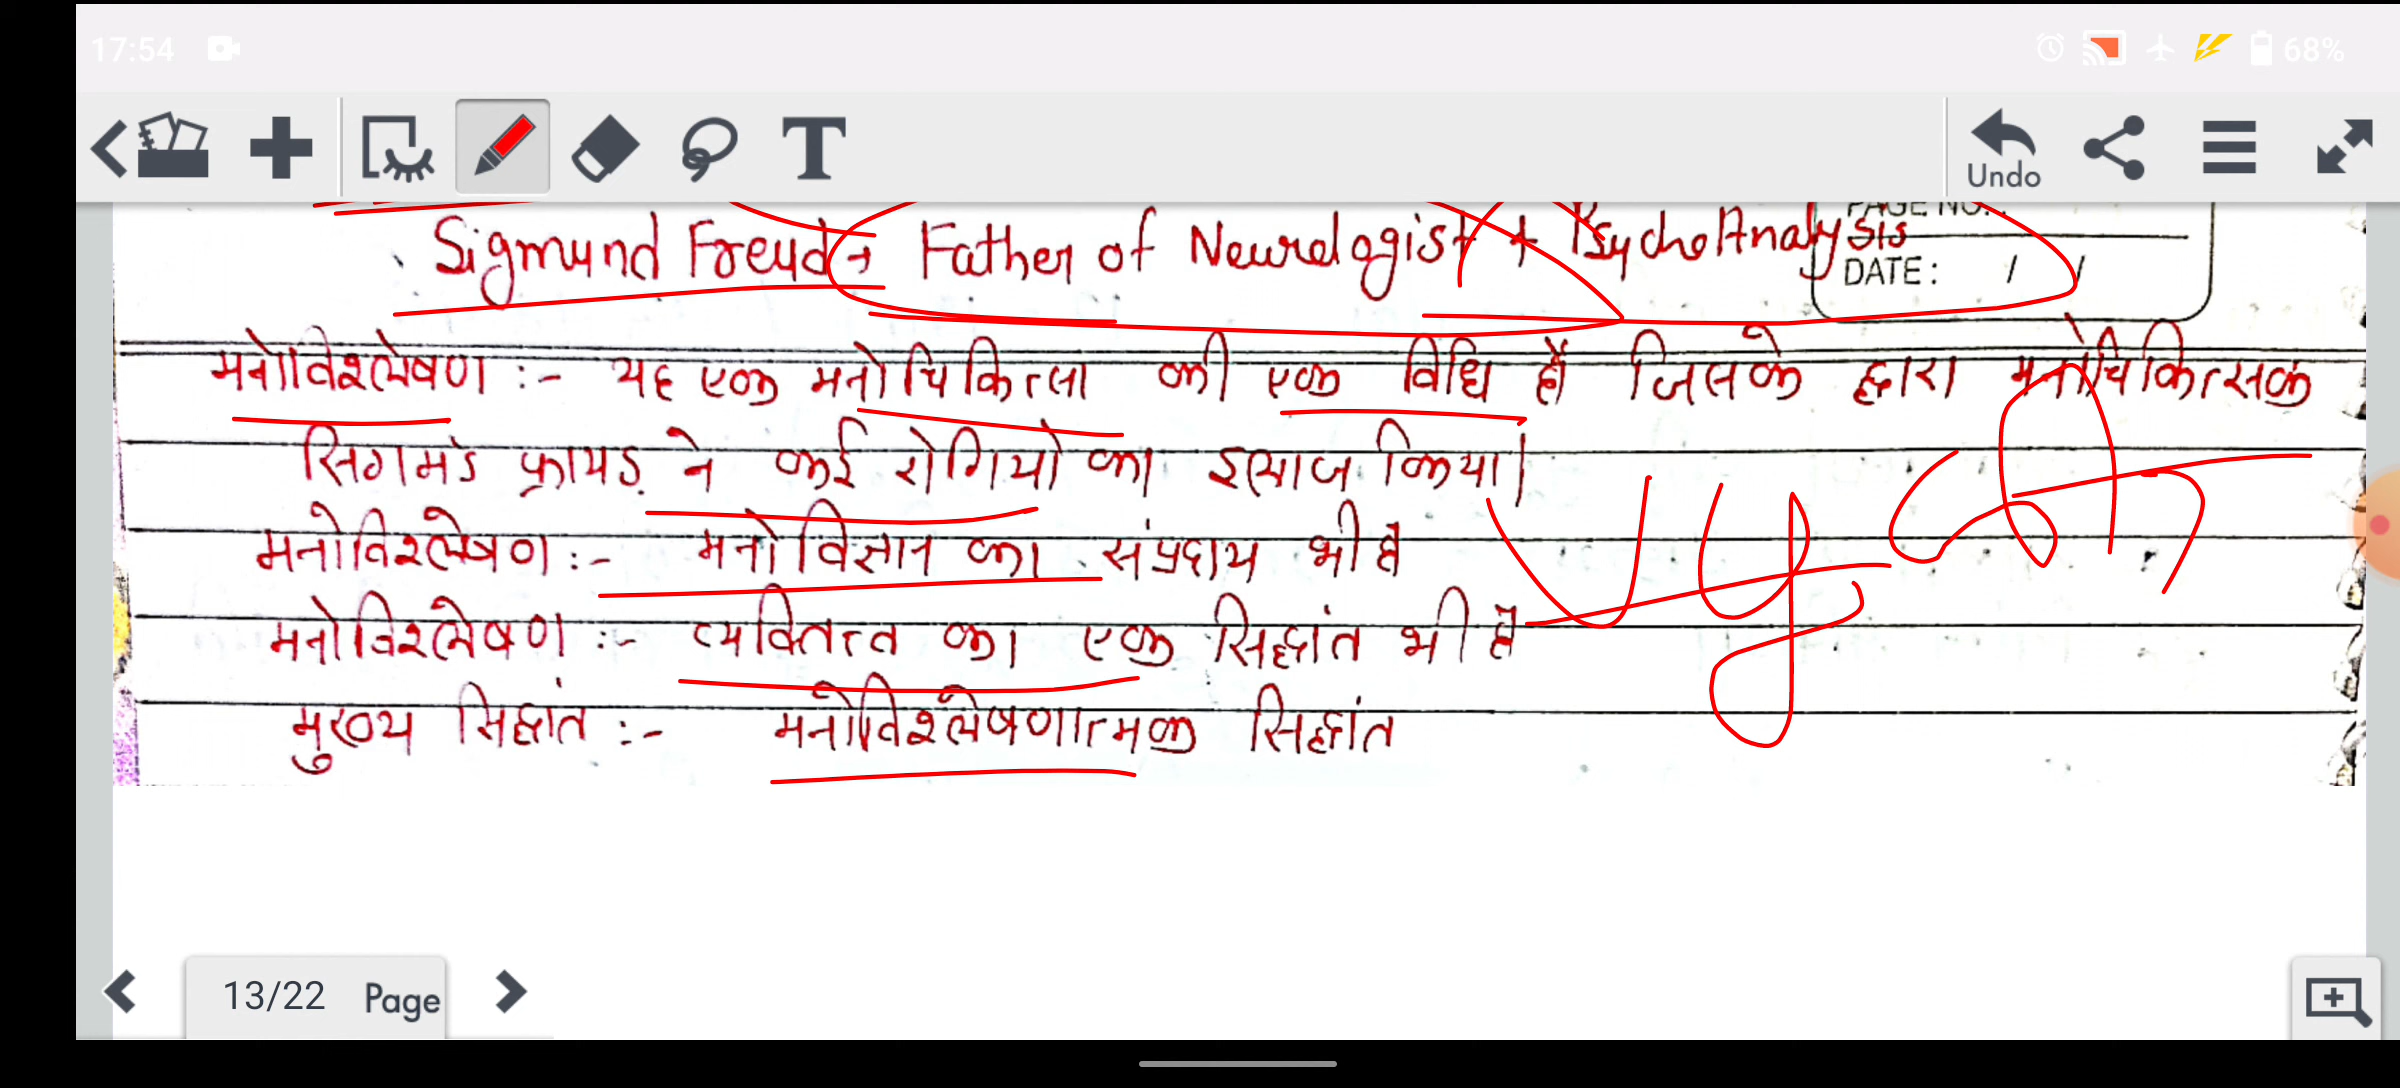 17:54 68%
Undo
PAGE NO.:
Sigmund Freud → Father of Neurologist + PsychoAnalysis
DATE: / /
मनोविश्लेषण :- यह एक मनोचिकित्सा की एक विधि है जिसके द्वारा मनोचिकित्सक
सिगमंड फ्रायड ने कई रोगियो का इलाज किया।
मनोविश्लेषण :- मनोविज्ञान का संप्रदाय भी है
मनोविश्लेषण :- व्यक्तित्त का एक सिद्धांत भी है
मुख्य सिद्धांत :- मनोविश्लेषणात्मक सिद्धांत
13/22 Page